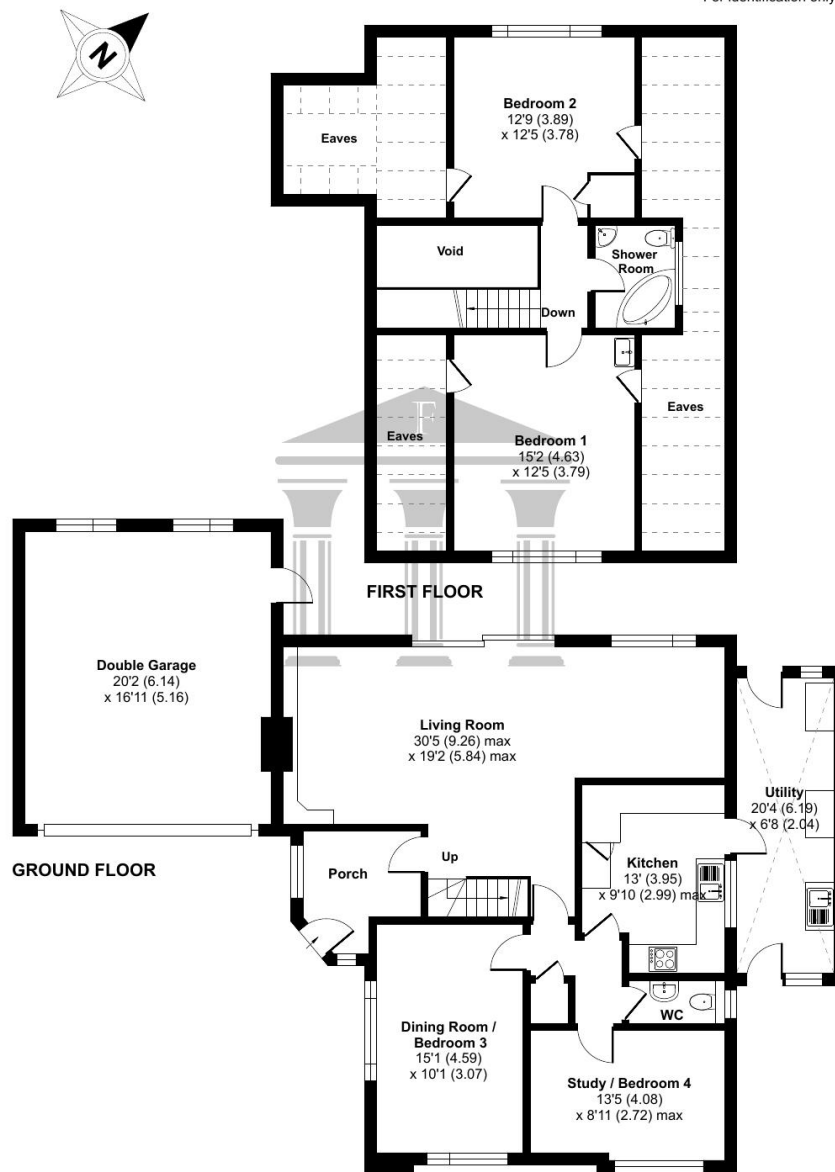 N
Bedroom 2
12'9 (3.89)
x 12'5 (3.78)
Eaves
Void
Shower
Room
Down
Eaves
Eaves
F
Bedroom 1
15'2 (4.63)
x 12'5 (3.79)
FIRST FLOOR
Double Garage
20'2 (6.14)
x 16'11 (5.16)
Living Room
30'5 (9.26) max
x 19'2 (5.84) max
Utility
20'4 (6.19)
x 6'8 (2.04)
GROUND FLOOR
Porch
Up
Kitchen
13' (3.95)
x 9'10 (2.99) max
WC
Dining Room /
Bedroom 3
15'1 (4.59)
x 10'1 (3.07)
Study / Bedroom 4
13'5 (4.08)
x 8'11 (2.72) max